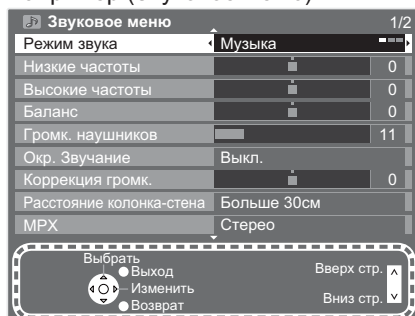 Звуковое меню 1/2
Режим звука Музыка
Низкие частоты 0
Высокие частоты 0
Баланс 0
Громк. наушников 11
Окр. Звучание Выкл.
Коррекция громк. 0
Расстояние колонка-стена Больше 30см
MPX Стерео
Выбрать
Выход
Изменить
Возврат
Вверх стр.
Вниз стр.